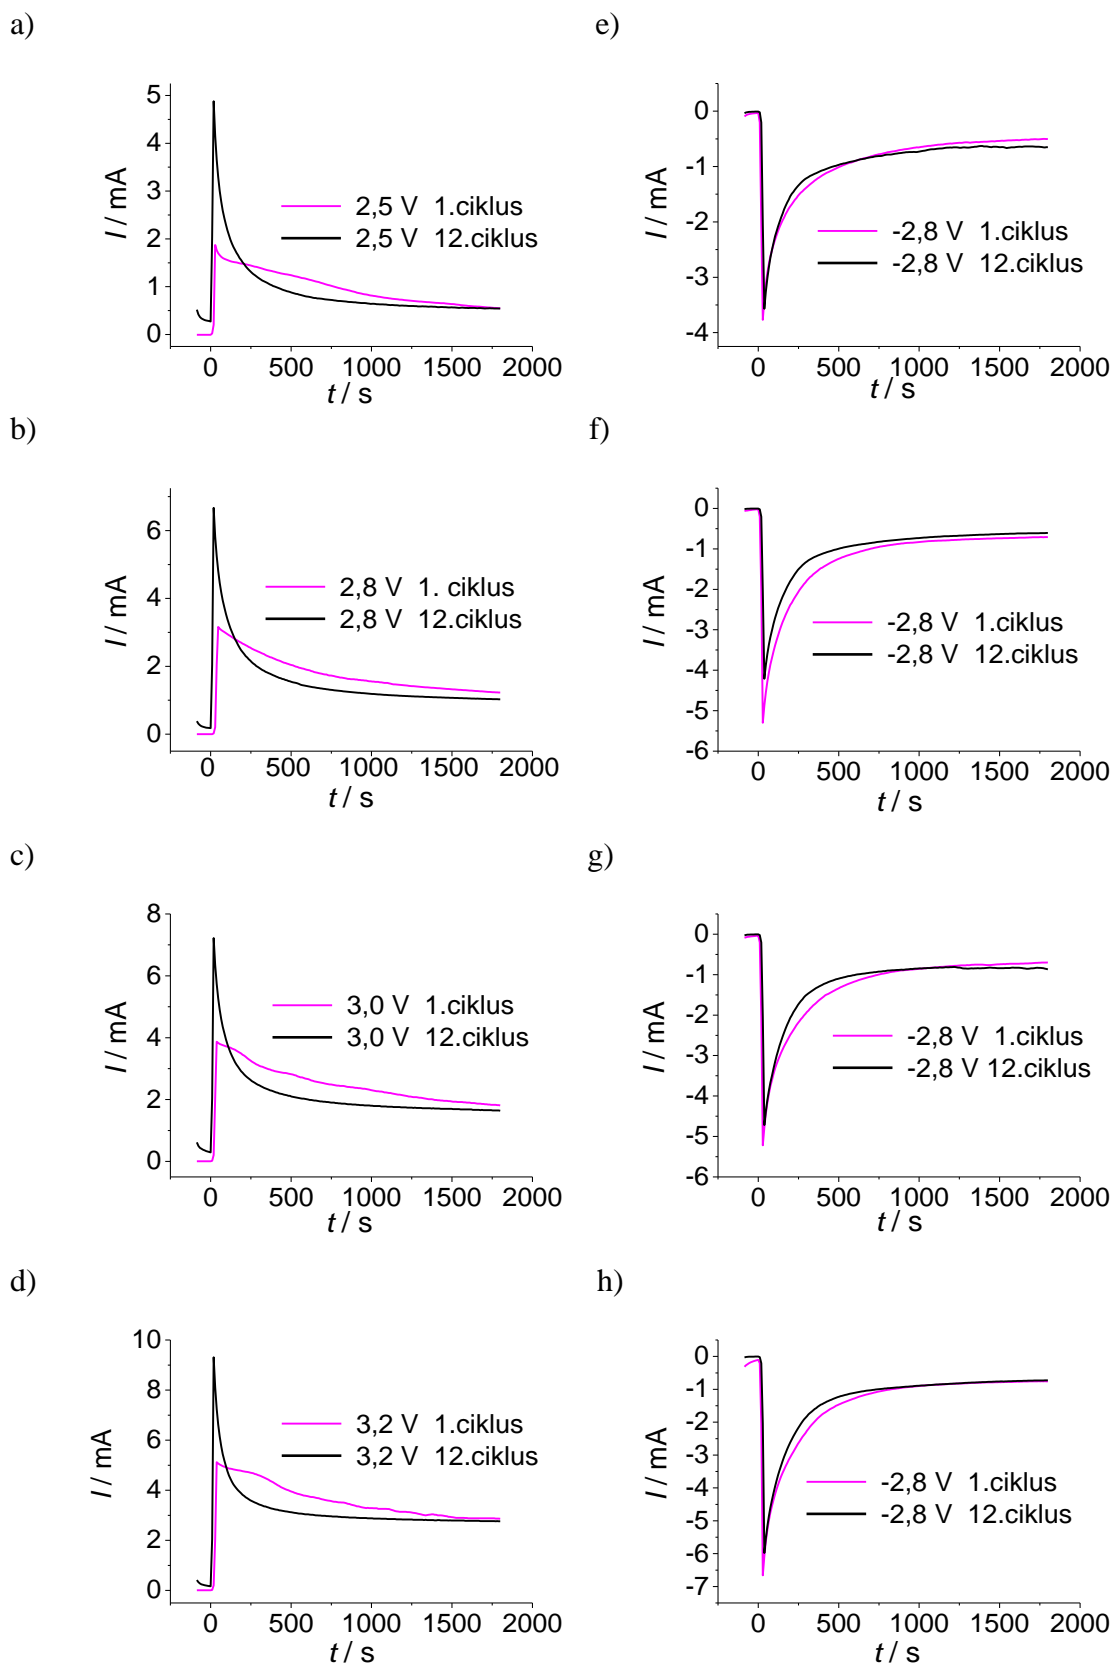 a)
5
4
3
2
1
0
I / mA
2,5 V 1.ciklus
2,5 V 12.ciklus
0 500 1000 1500 2000
t / s
e)
0
-1
-2
-3
-4
I / mA
-2,8 V 1.ciklus
-2,8 V 12.ciklus
0 500 1000 1500 2000
t / s
b)
6
4
2
0
I / mA
2,8 V 1. ciklus
2,8 V 12.ciklus
0 500 1000 1500 2000
t / s
f)
0
-1
-2
-3
-4
-5
-6
I / mA
-2,8 V 1.ciklus
-2,8 V 12.ciklus
0 500 1000 1500 2000
t / s
c)
8
6
4
2
0
I / mA
3,0 V 1.ciklus
3,0 V 12.ciklus
0 500 1000 1500 2000
t / s
g)
0
-1
-2
-3
-4
-5
-6
I / mA
-2,8 V 1.ciklus
-2,8 V 12.ciklus
0 500 1000 1500 2000
t / s
d)
10
8
6
4
2
0
I / mA
3,2 V 1.ciklus
3,2 V 12.ciklus
0 500 1000 1500 2000
t / s
h)
0
-1
-2
-3
-4
-5
-6
-7
I / mA
-2,8 V 1.ciklus
-2,8 V 12.ciklus
0 500 1000 1500 2000
t / s